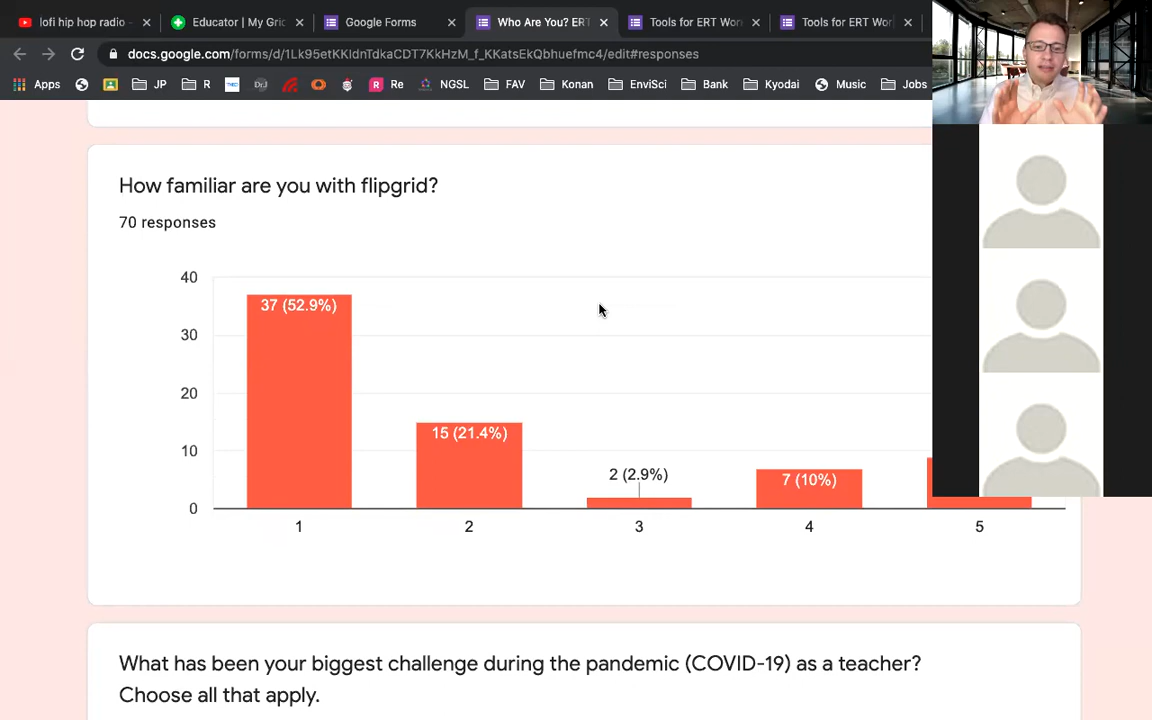 lofi hip hop radio -
Educator | My Gri
Google Forms
Who Are You? ERT
Tools for ERT Wor
Tools for ERT Wor
docs.google.com/forms/d/1Lk95etKKIdnTdkaCDT7KkHzM_f_KKatsEkQbhuefmc4/edit#responses
Apps
JP
R
Re
NGSL
FAV
Konan
EnviSci
Bank
Kyodai
Music
Jobs
How familiar are you with flipgrid?
70 responses
40
30
20
10
0
37 (52.9%)
15 (21.4%)
2 (2.9%)
7 (10%)
1
2
3
4
5
What has been your biggest challenge during the pandemic (COVID-19) as a teacher?
Choose all that apply.